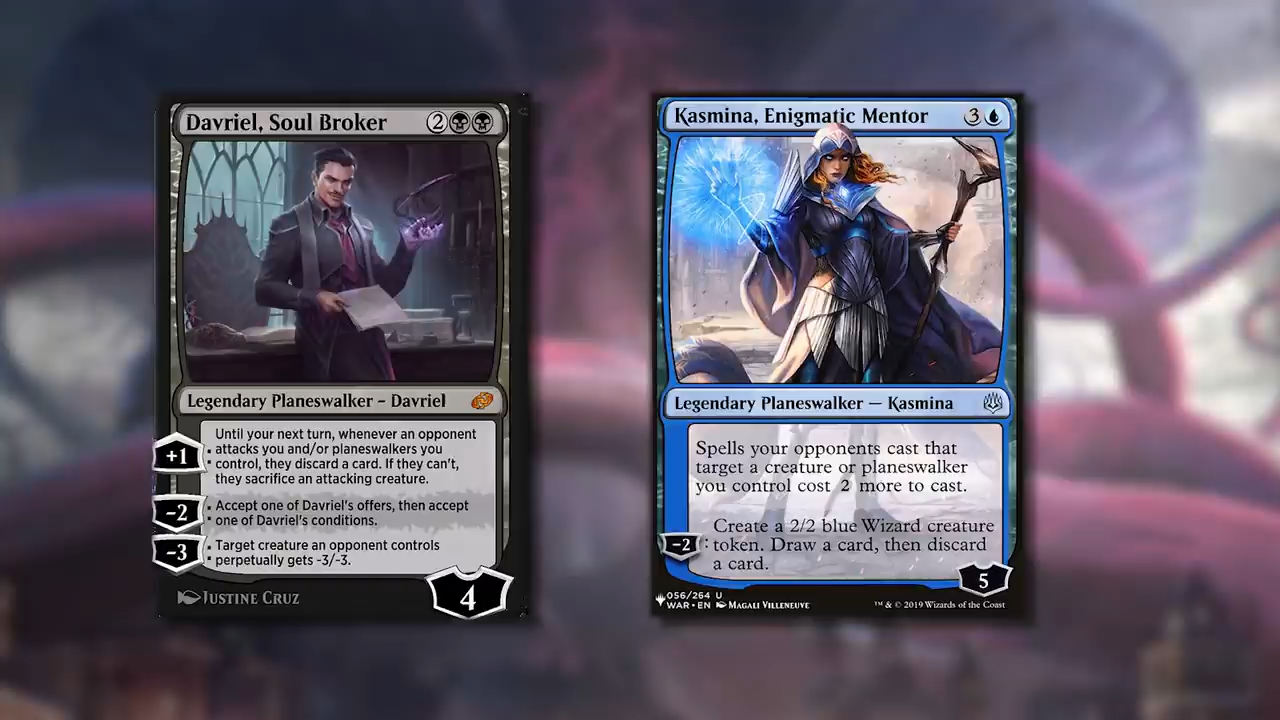 Davriel, Soul Broker 2
Legendary Planeswalker – Davriel
+1
Until your next turn, whenever an opponent
attacks you and/or planeswalkers you
control, they discard a card. If they can't,
they sacrifice an attacking creature.
-2
Accept one of Davriel's offers, then accept
one of Davriel's conditions.
-3
Target creature an opponent controls
perpetually gets -3/-3.
4
Justine Cruz
Kasmina, Enigmatic Mentor 3
Legendary Planeswalker — Kasmina
Spells your opponents cast that
target a creature or planeswalker
you control cost 2 more to cast.
-2
Create a 2/2 blue Wizard creature
token. Draw a card, then discard
a card.
5
056/264 U
WAR • EN Magali Villeneuve
™ & © 2019 Wizards of the Coast